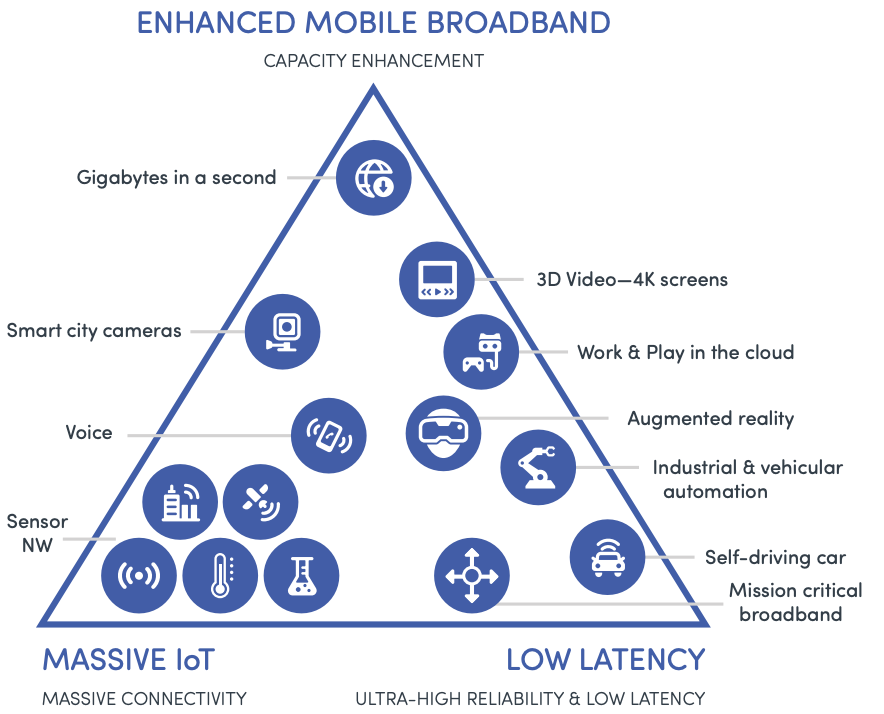 ENHANCED MOBILE BROADBAND
CAPACITY ENHANCEMENT
Gigabytes in a second
3D Video—4K screens
Smart city cameras
Work & Play in the cloud
Augmented reality
Voice
Industrial & vehicular
automation
Sensor
NW
Self-driving car
Mission critical
broadband
MASSIVE IoT
MASSIVE CONNECTIVITY
LOW LATENCY
ULTRA-HIGH RELIABILITY & LOW LATENCY